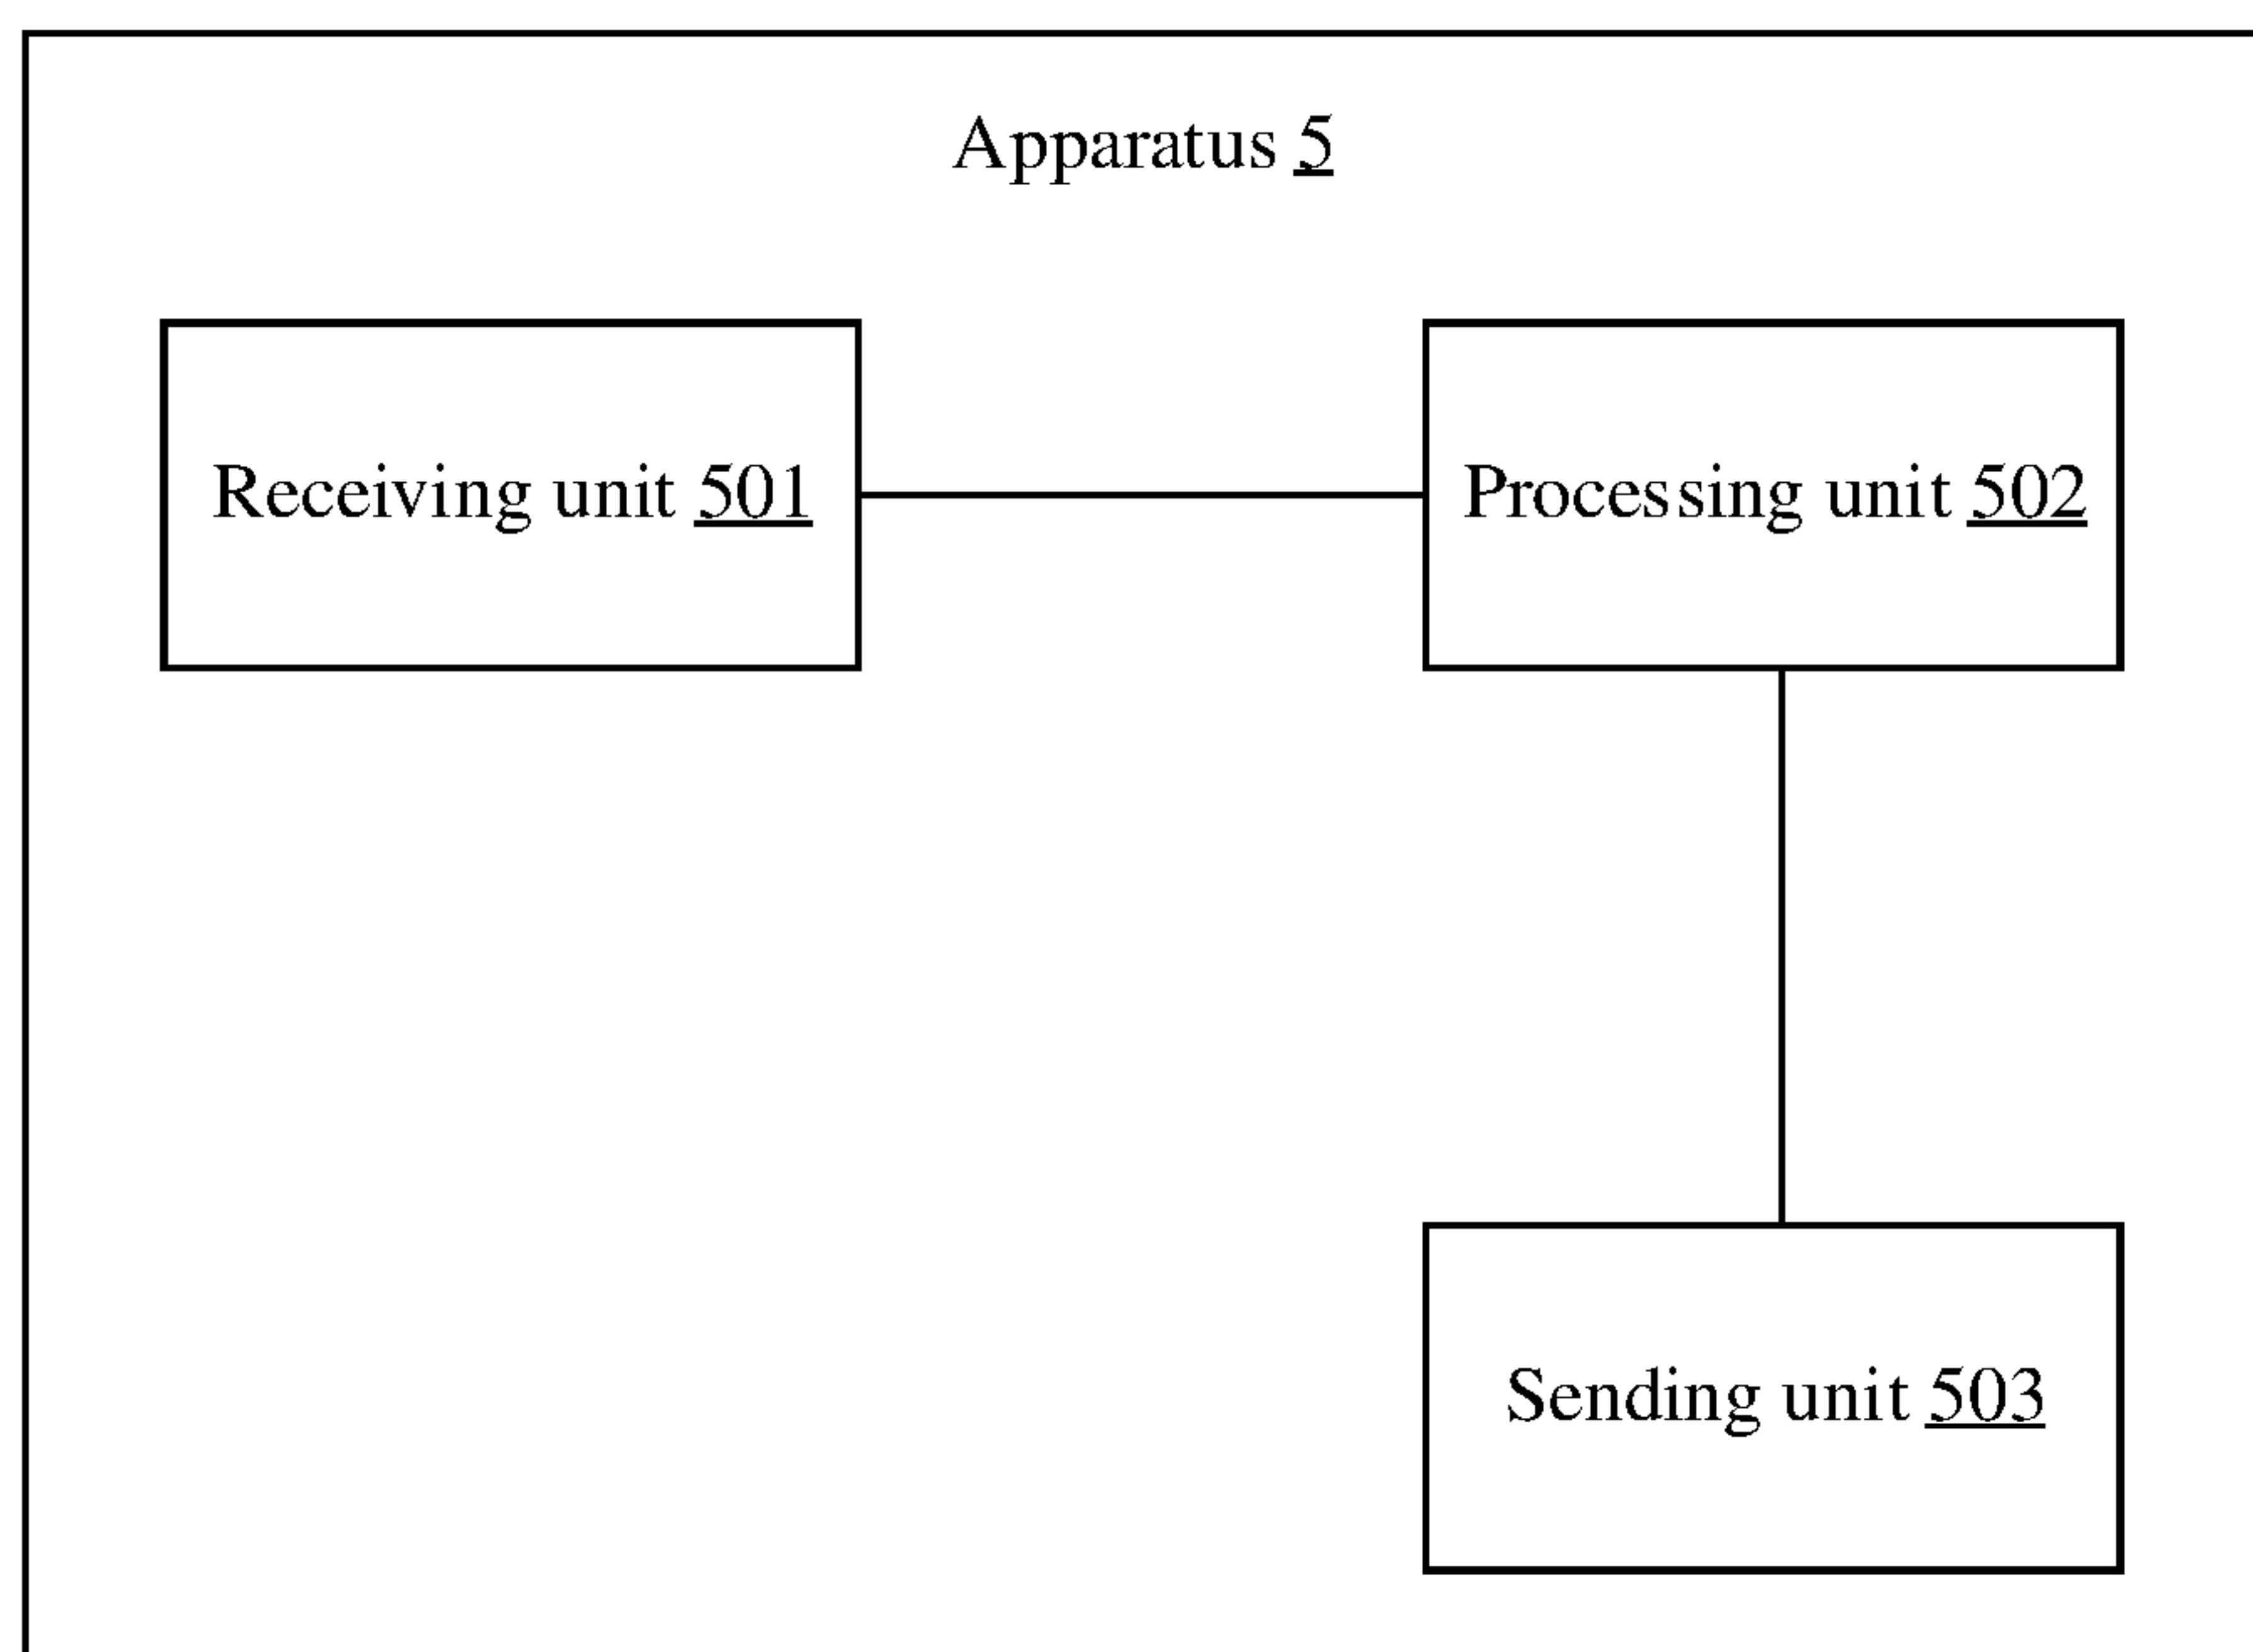 Apparatus 5
Receiving unit 501
Processing unit 502
Sending unit 503